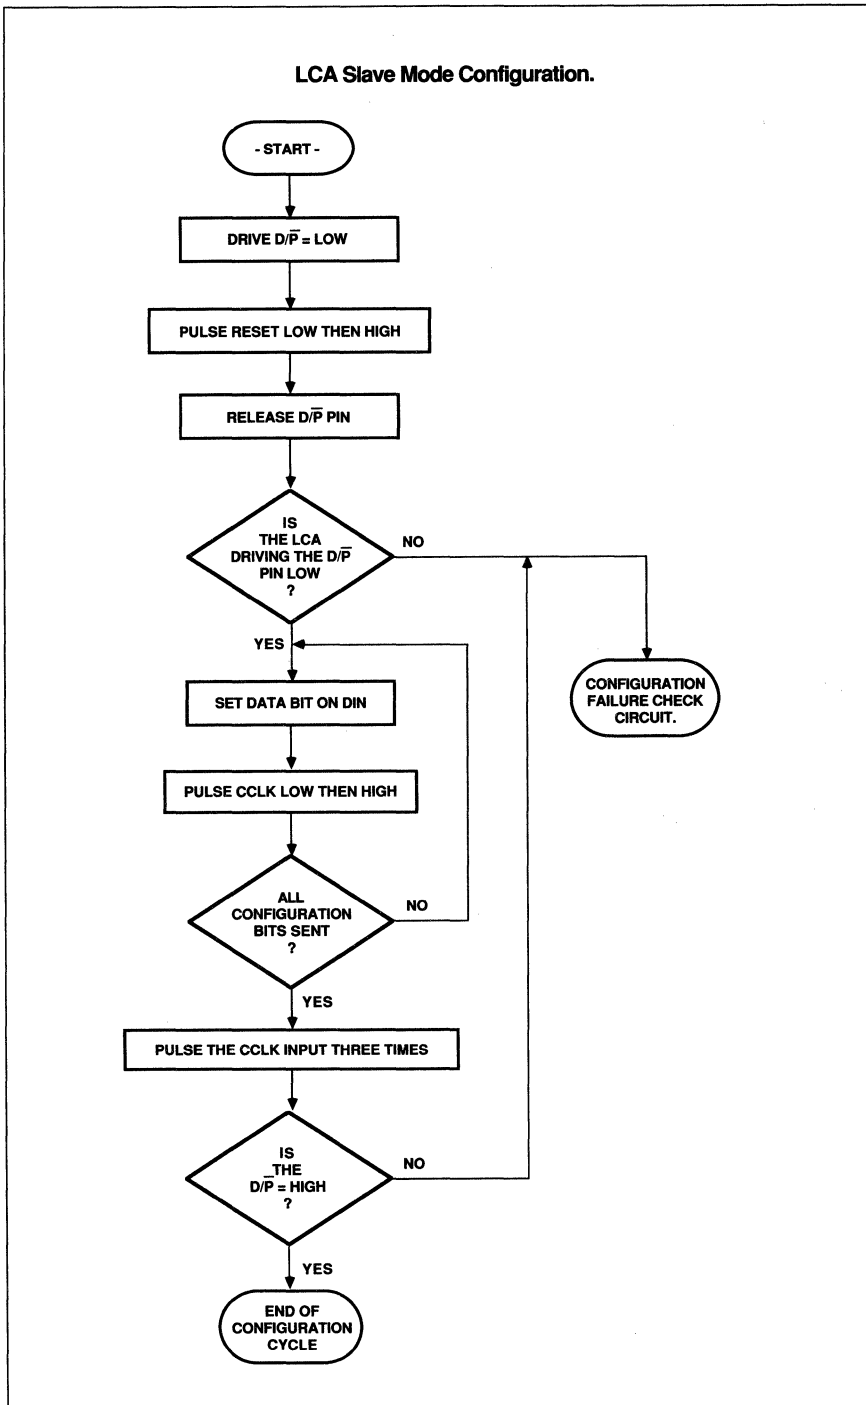 LCA Slave Mode Configuration.
- START -
DRIVE D/P̅ = LOW
PULSE RESET LOW THEN HIGH
RELEASE D/P̅ PIN
IS
THE LCA
DRIVING THE D/P̅
PIN LOW
?
NO
YES
CONFIGURATION
FAILURE CHECK
CIRCUIT.
SET DATA BIT ON DIN
PULSE CCLK LOW THEN HIGH
ALL
CONFIGURATION
BITS SENT
?
NO
YES
PULSE THE CCLK INPUT THREE TIMES
IS
THE
D/P̅ = HIGH
?
NO
YES
END OF
CONFIGURATION
CYCLE